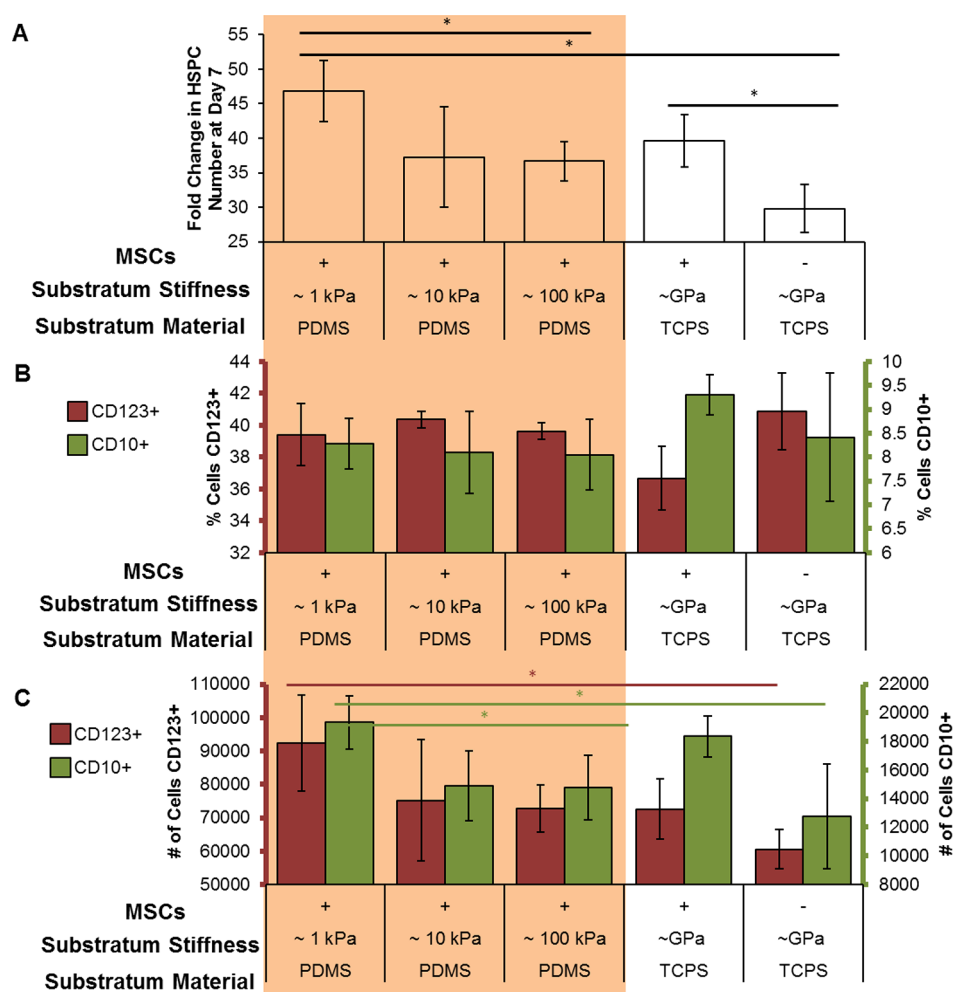 A
*
*
*
Fold Change in HSPC
Number at Day 7
55
50
45
40
35
30
25
MSCs + + + + -
Substratum Stiffness ~ 1 kPa ~ 10 kPa ~ 100 kPa ~GPa ~GPa
Substratum Material PDMS PDMS PDMS TCPS TCPS
B
CD123+
CD10+
% Cells CD123+
44
42
40
38
36
34
32
10
9.5
9
8.5
8
7.5
7
6.5
6
% Cells CD10+
MSCs + + + + -
Substratum Stiffness ~ 1 kPa ~ 10 kPa ~ 100 kPa ~GPa ~GPa
Substratum Material PDMS PDMS PDMS TCPS TCPS
C
CD123+
CD10+
# of Cells CD123+
110000
100000
90000
80000
70000
60000
50000
*
*
*
22000
20000
18000
16000
14000
12000
10000
8000
# of Cells CD10+
MSCs + + + + -
Substratum Stiffness ~ 1 kPa ~ 10 kPa ~ 100 kPa ~GPa ~GPa
Substratum Material PDMS PDMS PDMS TCPS TCPS